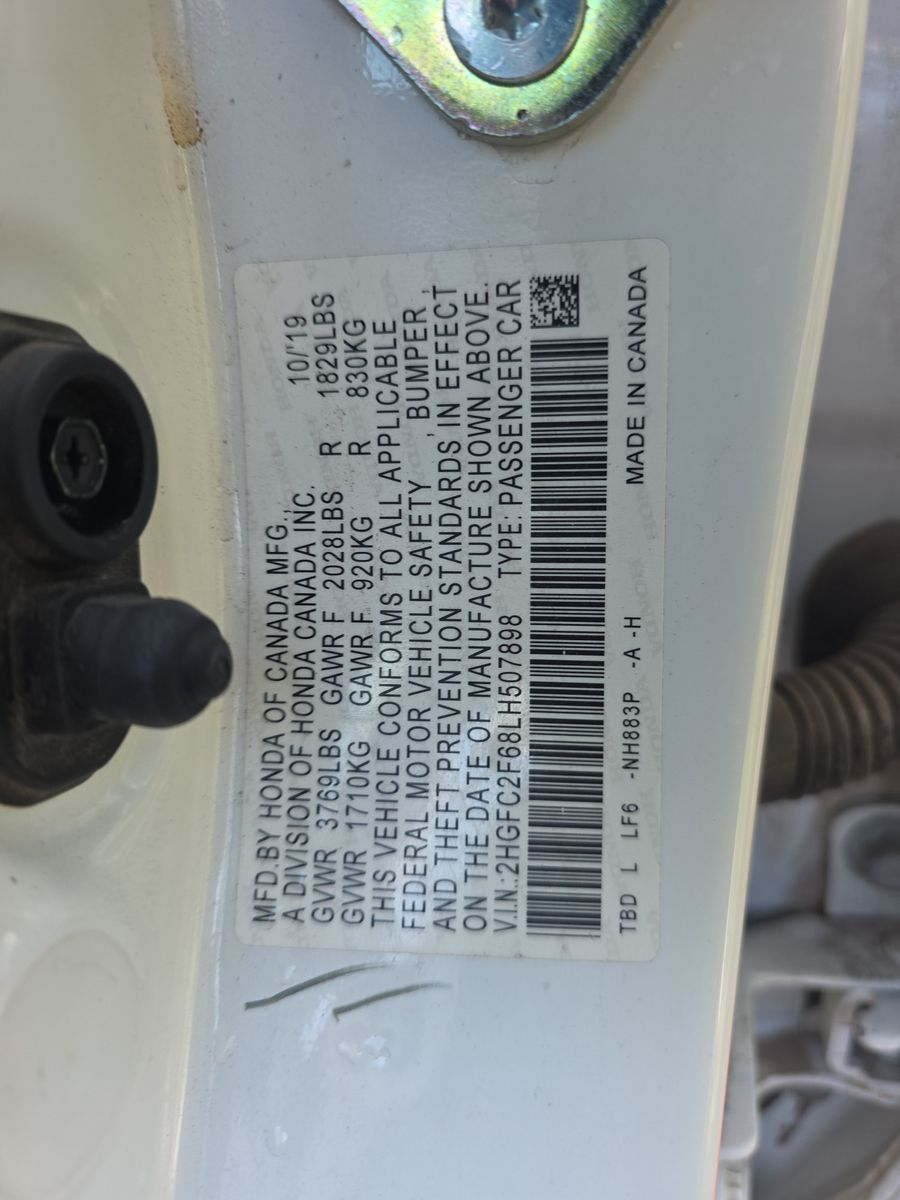 MFD.BY HONDA OF CANADA MFG.,
A DIVISION OF HONDA CANADA INC. 10/'19
GVWR 3769LBS GAWR F 2028LBS R 1829LBS
GVWR 1710KG GAWR F 920KG R 830KG
THIS VEHICLE CONFORMS TO ALL APPLICABLE
FEDERAL MOTOR VEHICLE SAFETY , BUMPER ,
AND THEFT PREVENTION STANDARDS IN EFFECT
ON THE DATE OF MANUFACTURE SHOWN ABOVE.
V.I.N.:2HGFC2F68LH507898 TYPE: PASSENGER CAR
TBD L LF6 -NH883P -A -H MADE IN CANADA